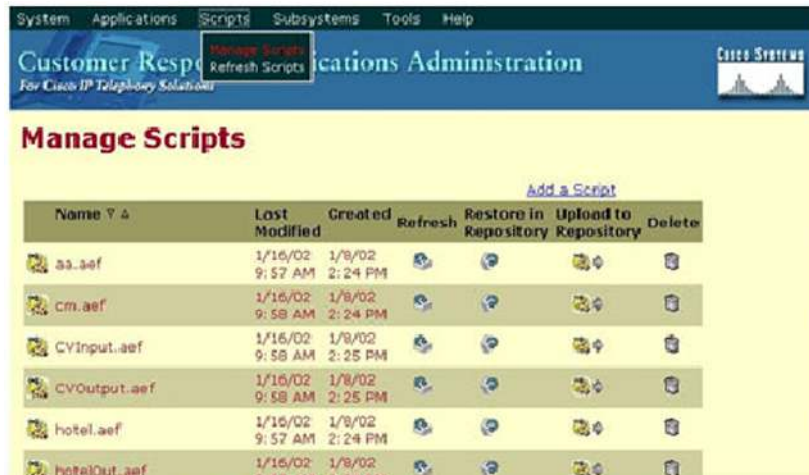 System Applications Scripts Subsystems Tools Help
Customer Resp ications Administration
Manage Scripts
Refresh Scripts
For Cisco IP Telephony Solutions
CISCO SYSTEMS
Manage Scripts
Add a Script
Name Last Modified Created Refresh Restore in Repository Upload to Repository Delete
aa.aef 1/16/02 9:57 AM 1/8/02 2:24 PM
cm.aef 1/16/02 9:58 AM 1/8/02 2:24 PM
CVInput.aef 1/16/02 9:58 AM 1/8/02 2:25 PM
CVOutput.aef 1/16/02 9:58 AM 1/8/02 2:25 PM
hotel.aef 1/16/02 9:57 AM 1/8/02 2:24 PM
hotelOut.aef 1/16/02 1/8/02